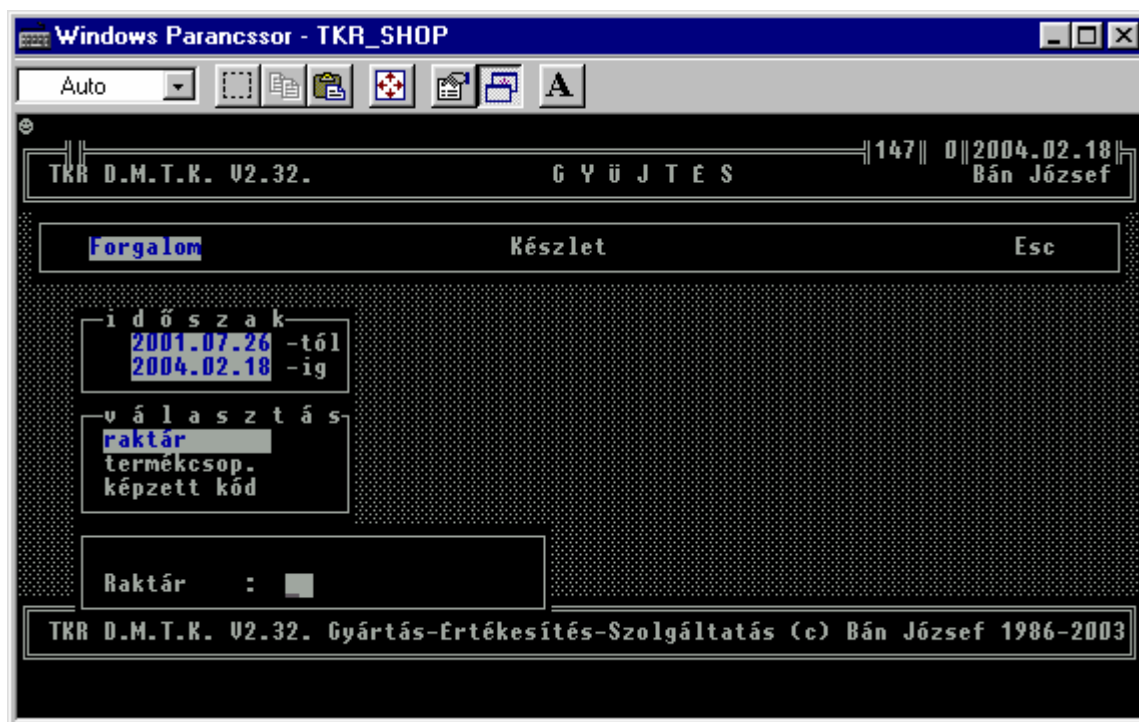 Windows Parancssor - TKR_SHOP
Auto
A
147 0 2004.02.18
TKR D.M.T.K. V2.32. G Y Ü J T É S Bán József
Forgalom Készlet Esc
i d ő s z a k
2001.07.26 -tól
2004.02.18 -ig
v á l a s z t á s
raktár
termékcsop.
képzett kód
Raktár :
TKR D.M.T.K. V2.32. Gyártás-Értékesítés-Szolgáltatás (c) Bán József 1986-2003